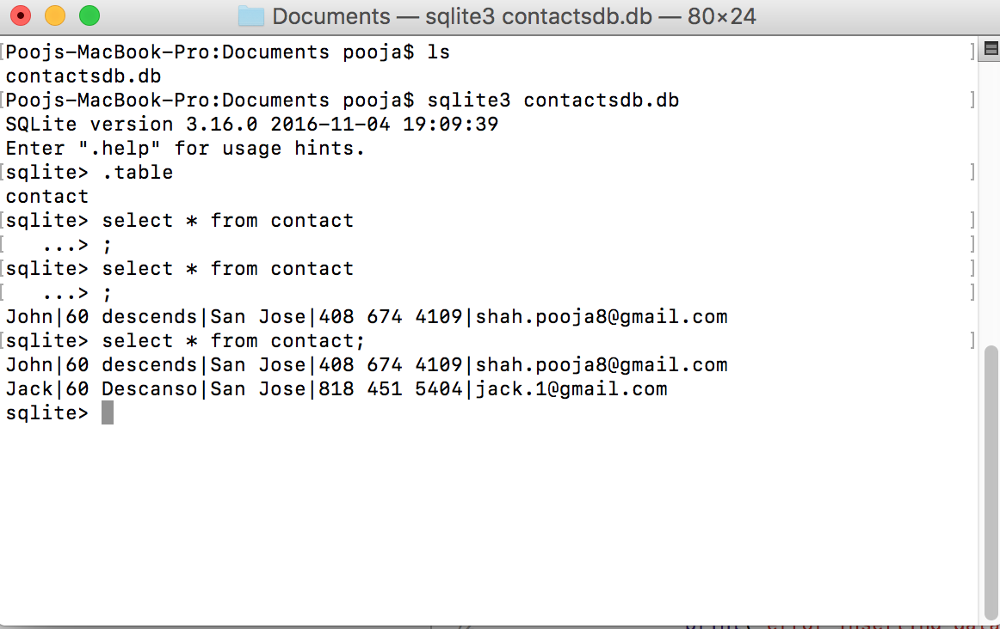 Documents — sqlite3 contactsdb.db — 80×24
[Poojs-MacBook-Pro:Documents pooja$ ls ]
contactsdb.db
[Poojs-MacBook-Pro:Documents pooja$ sqlite3 contactsdb.db ]
SQLite version 3.16.0 2016-11-04 19:09:39
Enter ".help" for usage hints.
[sqlite> .table ]
contact
[sqlite> select * from contact ]
[   ...> ; ]
[sqlite> select * from contact ]
[   ...> ; ]
John|60 descends|San Jose|408 674 4109|shah.pooja8@gmail.com
[sqlite> select * from contact; ]
John|60 descends|San Jose|408 674 4109|shah.pooja8@gmail.com
Jack|60 Descanso|San Jose|818 451 5404|jack.1@gmail.com
sqlite>
error inserting data